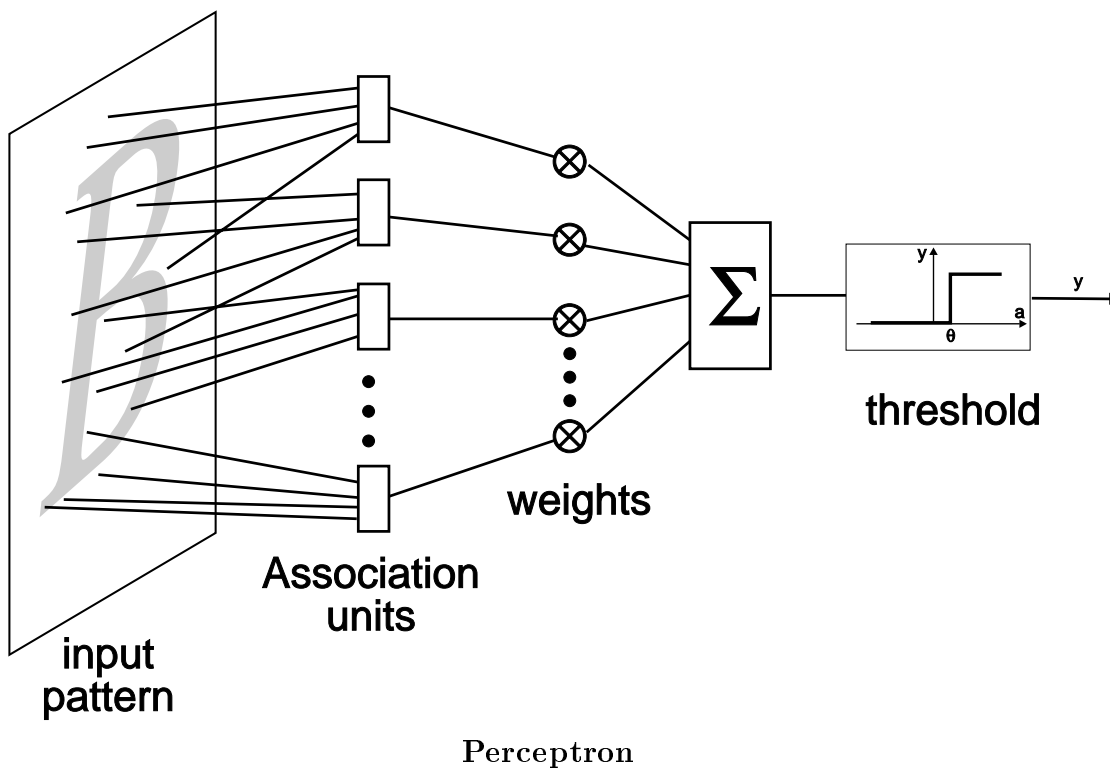 B
Σ
y
a
θ
y
threshold
weights
Association
units
input
pattern
Perceptron